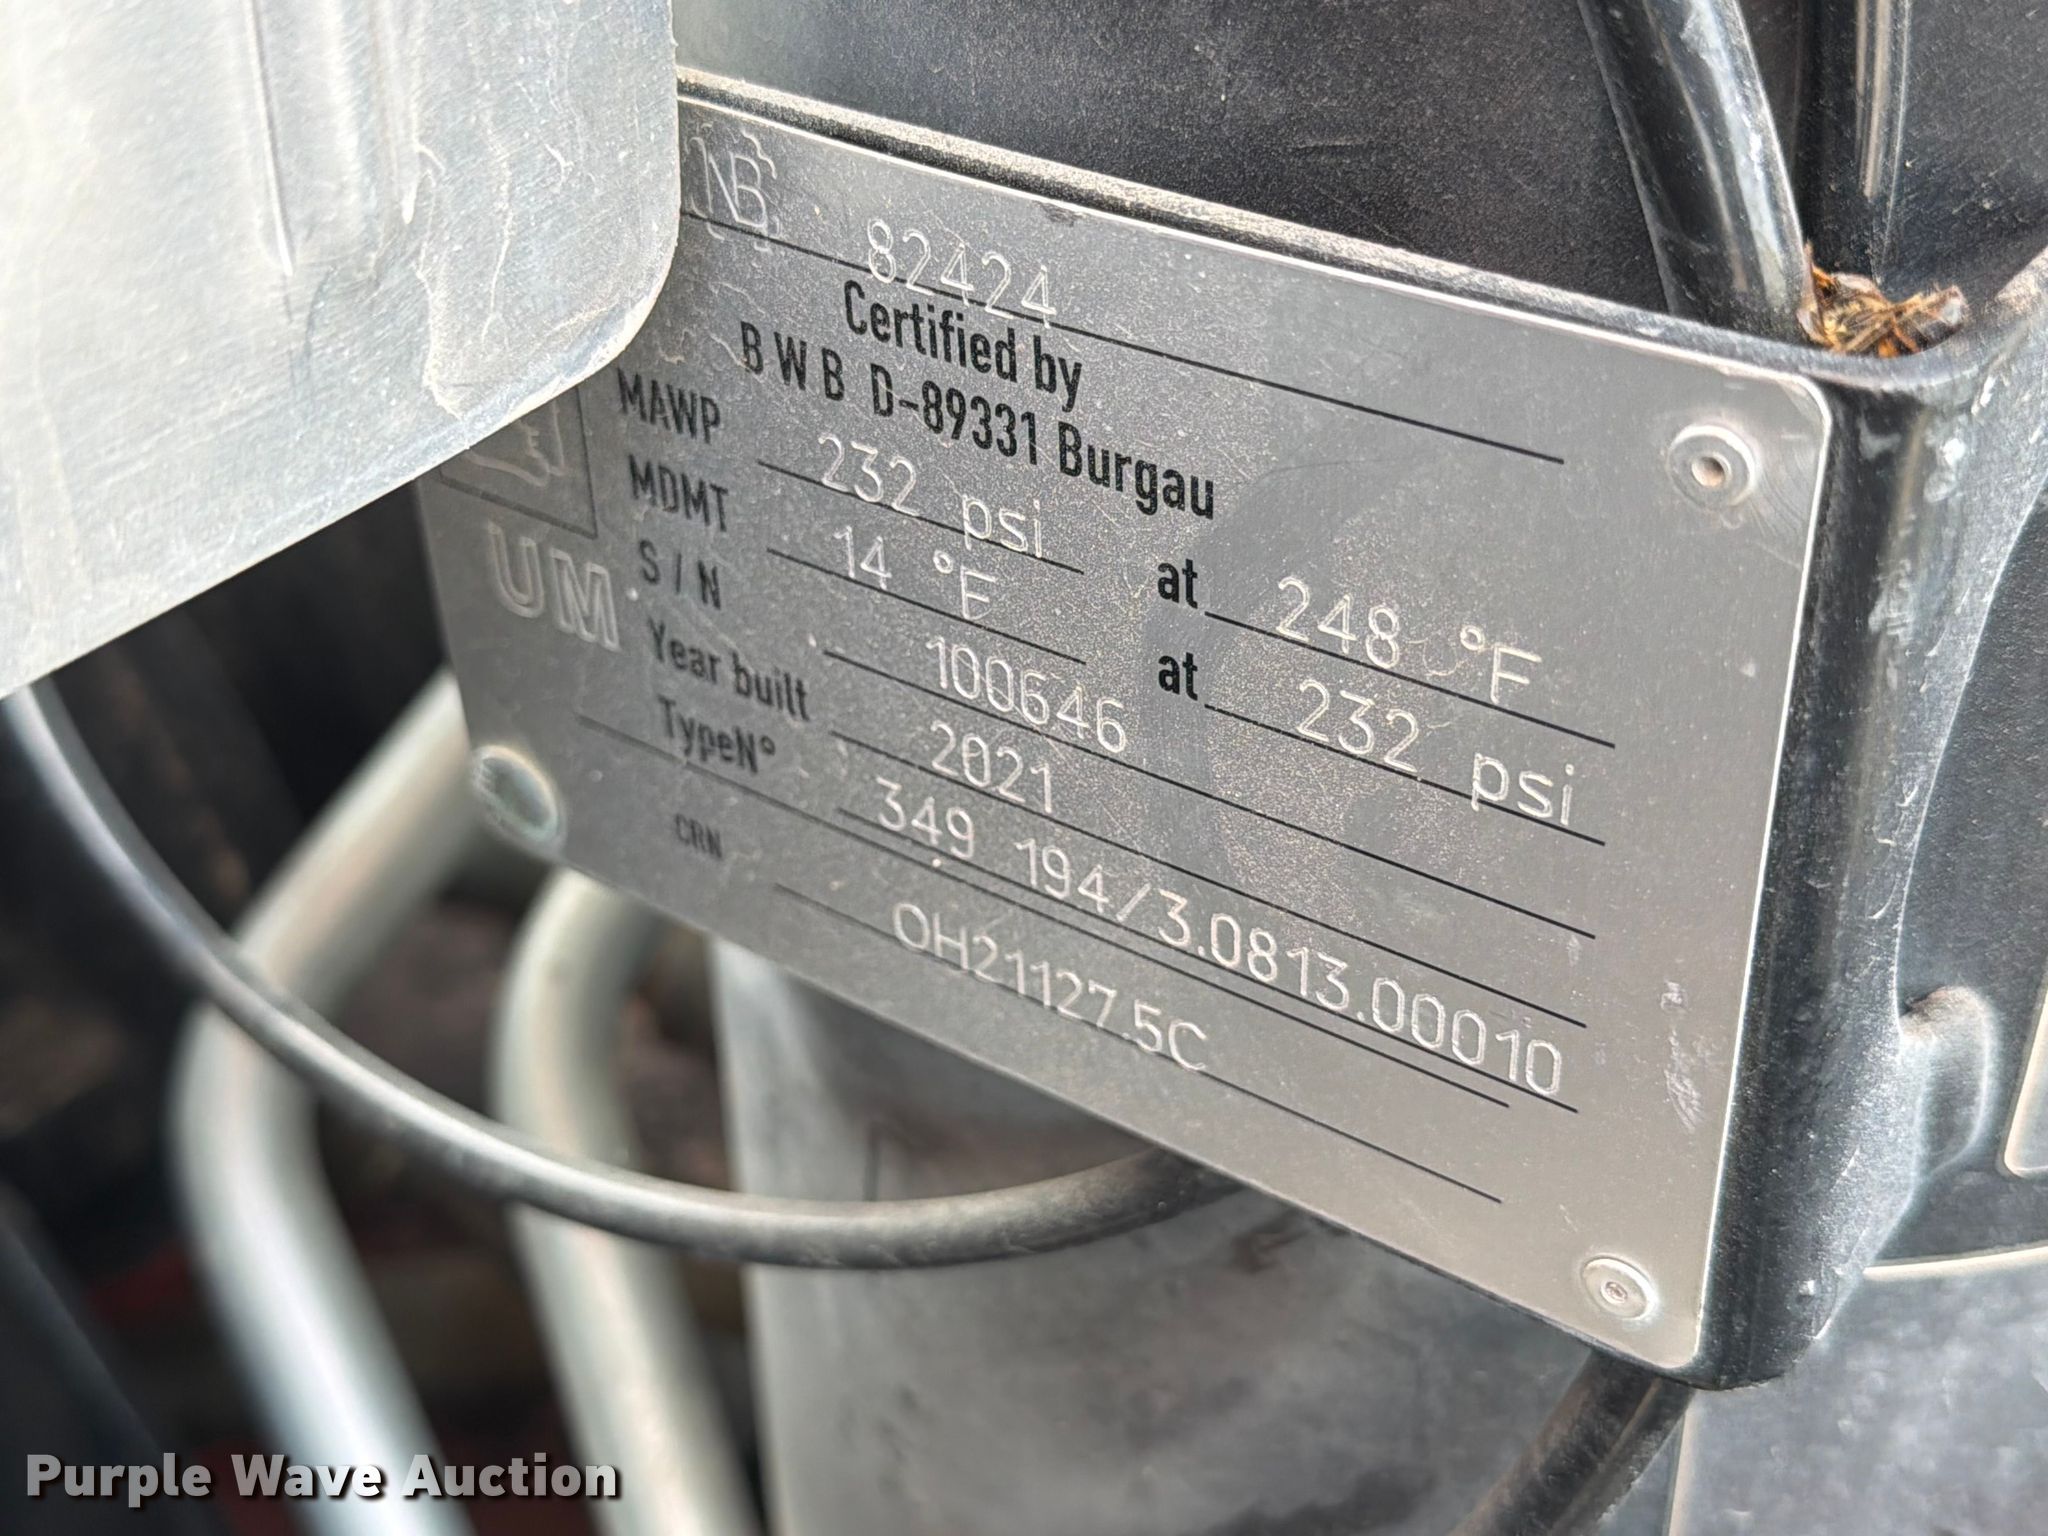 NB 82424
Certified by
BWB D-89331 Burgau
MAWP 232 psi at 248 °F
MDMT 14 °F at 232 psi
S/N 100646
UM
Year built 2021
TypeN° 349 194/3.0813.00010
CRN OH21127.5C
Purple Wave Auction